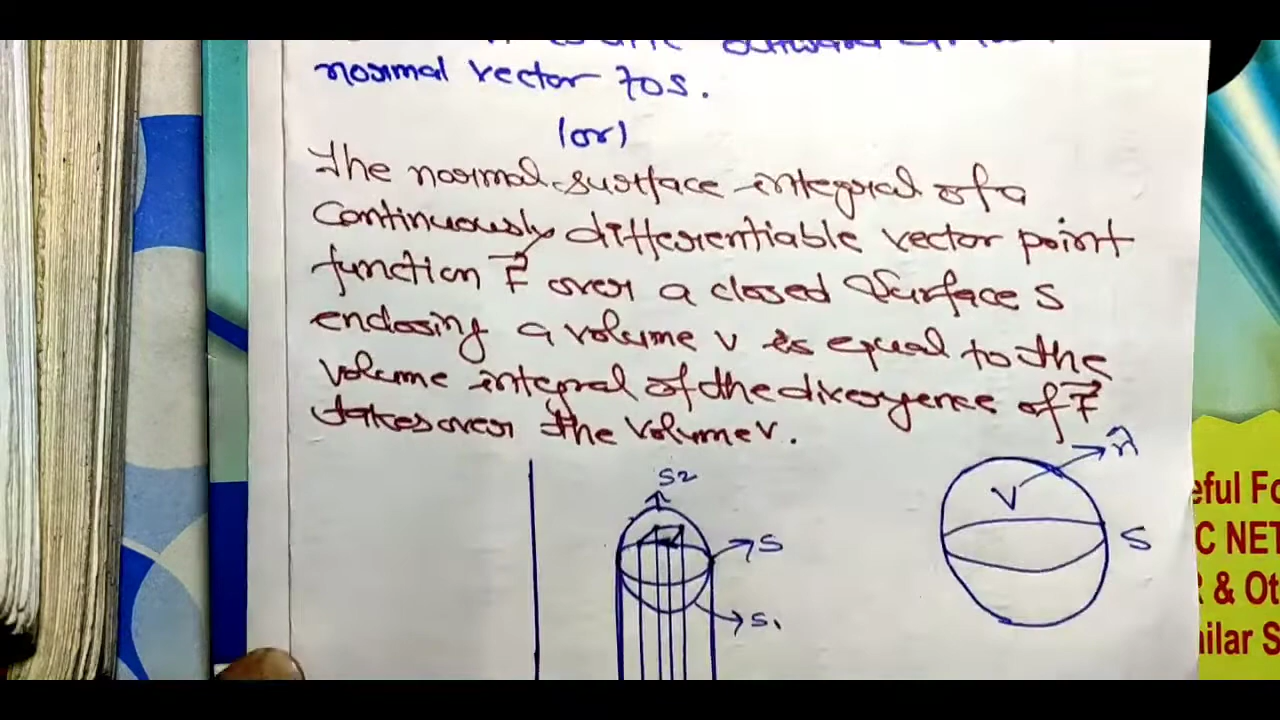 normal vector to S.
(or)
The normal surface integral of a
continuously differentiable vector point
function F⃗ over a closed Surface S
enclosing a volume V is equal to the
volume integral of the divergence of F⃗
takes over the volume V.
S2
n̂
V
S
S
S1
eful Fo
C NET
& Ot
ilar S